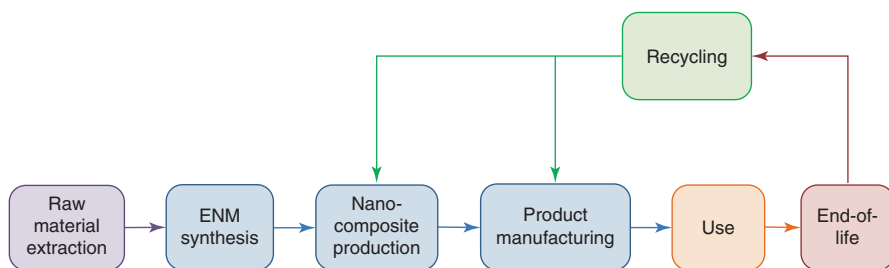 Recycling
Raw
material
extraction
ENM
synthesis
Nano-
composite
production
Product
manufacturing
Use
End-of-
life